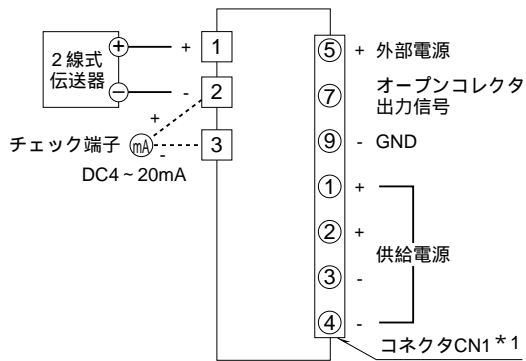 2線式
伝送器
+
−
+
-
1
2
3
+
-
チェック端子
mA
DC4 ~ 20mA
⑤ + 外部電源
⑦ オープンコレクタ
出力信号
⑨ - GND
① +
② +
供給電源
③ -
④ -
コネクタCN1*1